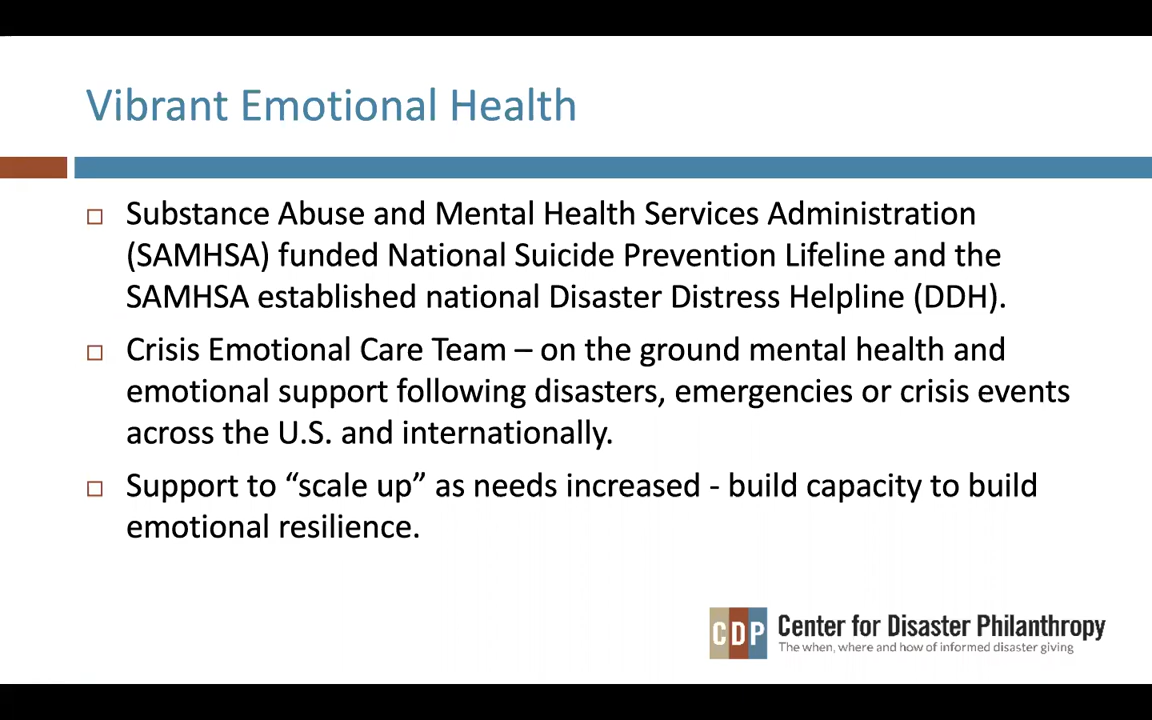 Vibrant Emotional Health
Substance Abuse and Mental Health Services Administration
(SAMHSA) funded National Suicide Prevention Lifeline and the
SAMHSA established national Disaster Distress Helpline (DDH).
Crisis Emotional Care Team – on the ground mental health and
emotional support following disasters, emergencies or crisis events
across the U.S. and internationally.
Support to “scale up” as needs increased - build capacity to build
emotional resilience.
CDP Center for Disaster Philanthropy
The when, where and how of informed disaster giving